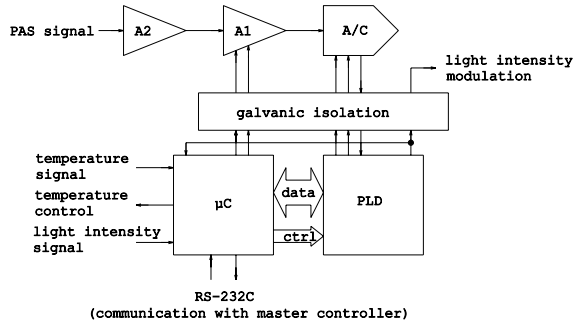 PAS signal
A2
A1
A/C
light intensity
modulation
galvanic isolation
temperature
signal
temperature
control
light intensity
signal
µC
data
ctrl
PLD
RS-232C
(communication with master controller)